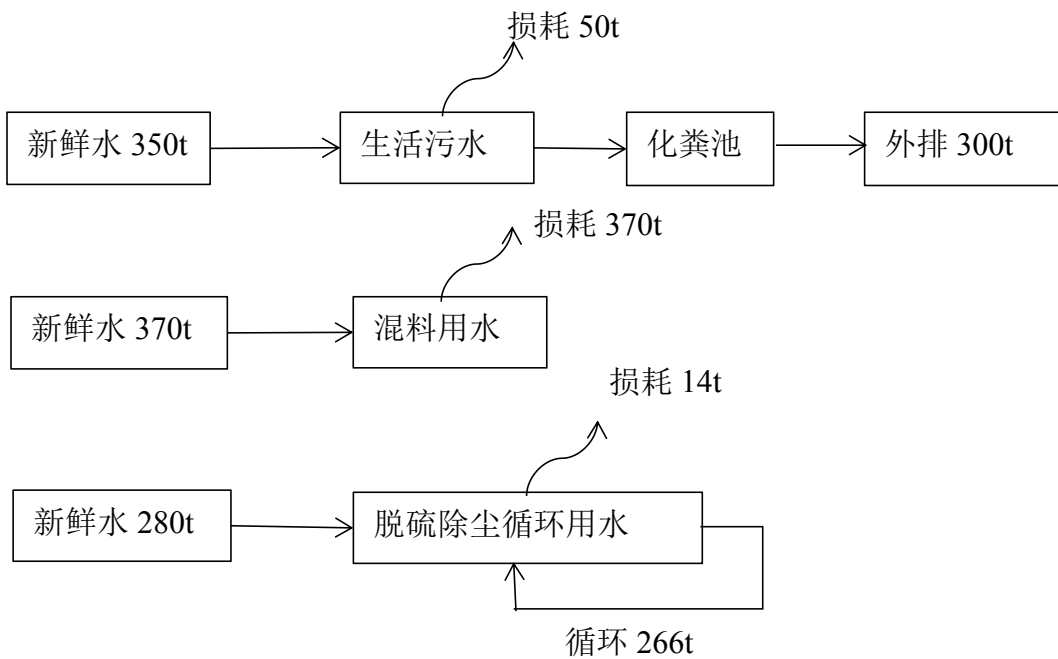 损耗 50t
新鲜水 350t
生活污水
化粪池
外排 300t
损耗 370t
新鲜水 370t
混料用水
损耗 14t
新鲜水 280t
脱硫除尘循环用水
循环 266t